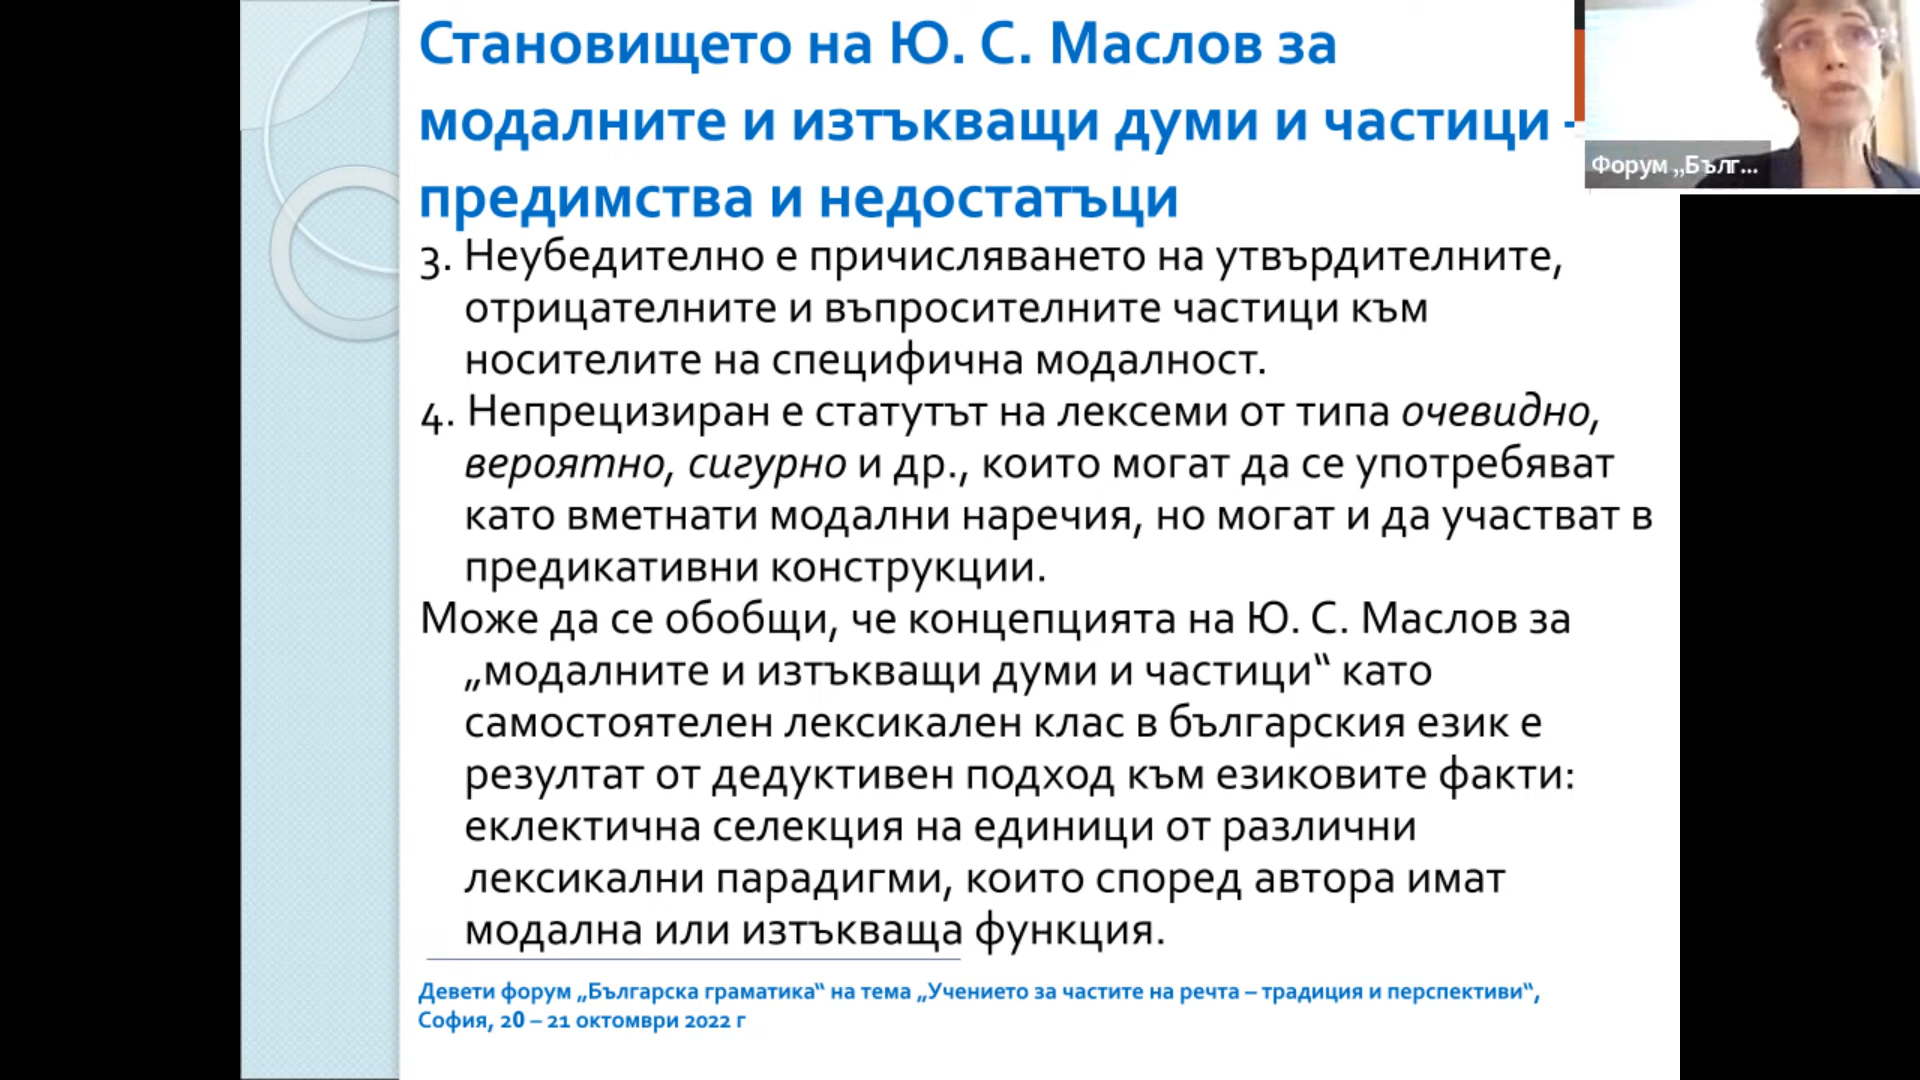 Становището на Ю. С. Маслов за
модалните и изтъкващи думи и частици -
предимства и недостатъци
Форум „Бълг...
3. Неубедително е причисляването на утвърдителните,
отрицателните и въпросителните частици към
носителите на специфична модалност.
4. Непрецизиран е статутът на лексеми от типа очевидно,
вероятно, сигурно и др., които могат да се употребяват
като вметнати модални наречия, но могат и да участват в
предикативни конструкции.
Може да се обобщи, че концепцията на Ю. С. Маслов за
„модалните и изтъкващи думи и частици“ като
самостоятелен лексикален клас в българския език е
резултат от дедуктивен подход към езиковите факти:
еклектична селекция на единици от различни
лексикални парадигми, които според автора имат
модална или изтъкваща функция.
Девети форум „Българска граматика“ на тема „Учението за частите на речта – традиция и перспективи“,
София, 20 – 21 октомври 2022 г